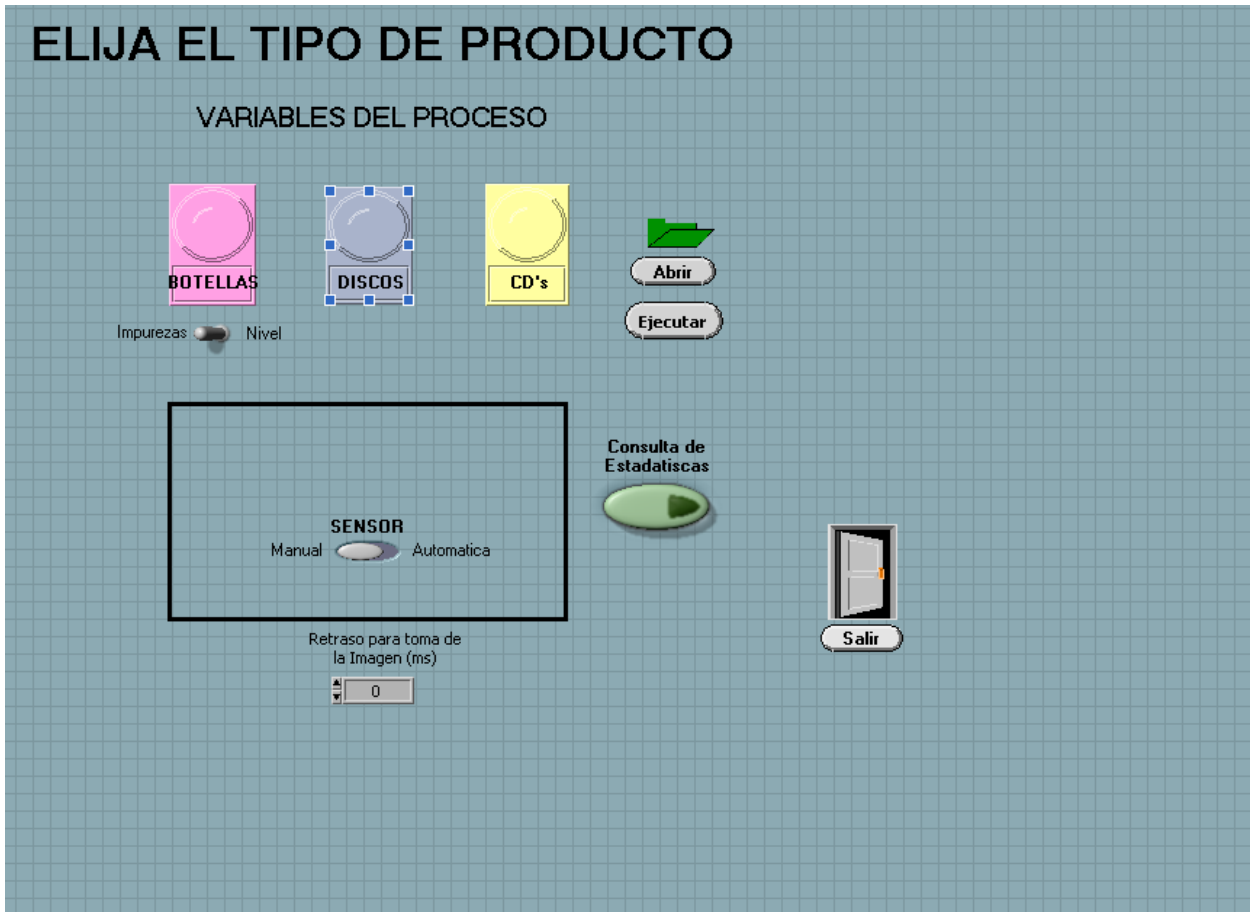 ELIJA EL TIPO DE PRODUCTO
VARIABLES DEL PROCESO
BOTELLAS
DISCOS
CD's
Abrir
Ejecutar
Impurezas
Nivel
Consulta de
Estadatiscas
SENSOR
Manual
Automatica
Salir
Retraso para toma de
la Imagen (ms)
0